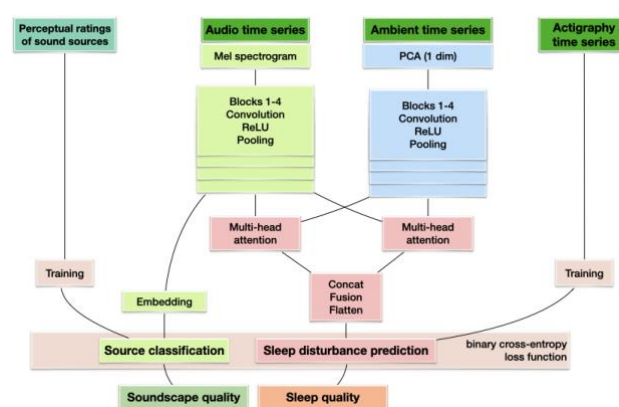 Perceptual ratings
of sound sources
Audio time series
Ambient time series
Actigraphy
time series
Mel spectrogram
PCA (1 dim)
Blocks 1-4
Convolution
ReLU
Pooling
Blocks 1-4
Convolution
ReLU
Pooling
Multi-head
attention
Multi-head
attention
Training
Training
Embedding
Concat
Fusion
Flatten
Source classification
Sleep disturbance prediction
binary cross-entropy
loss function
Soundscape quality
Sleep quality